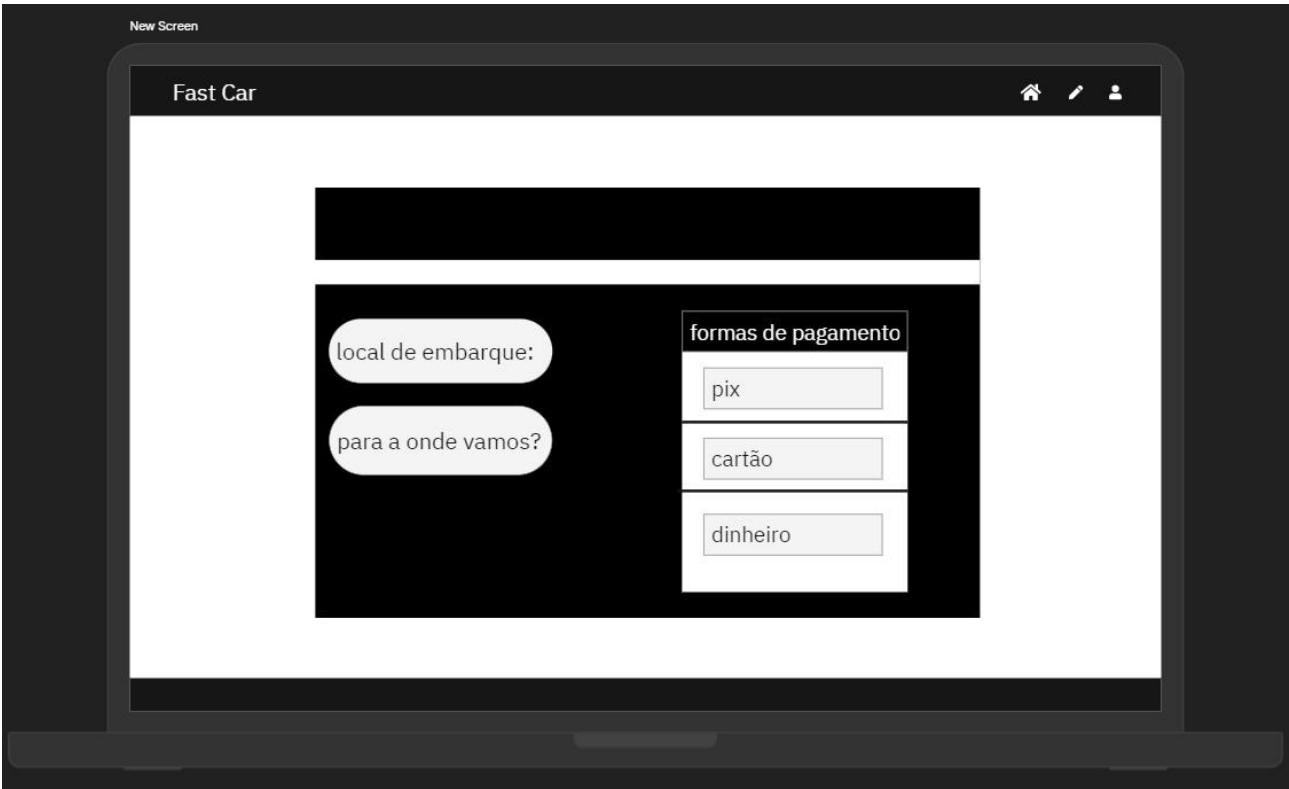 New Screen
Fast Car
local de embarque:
para a onde vamos?
formas de pagamento
pix
cartão
dinheiro